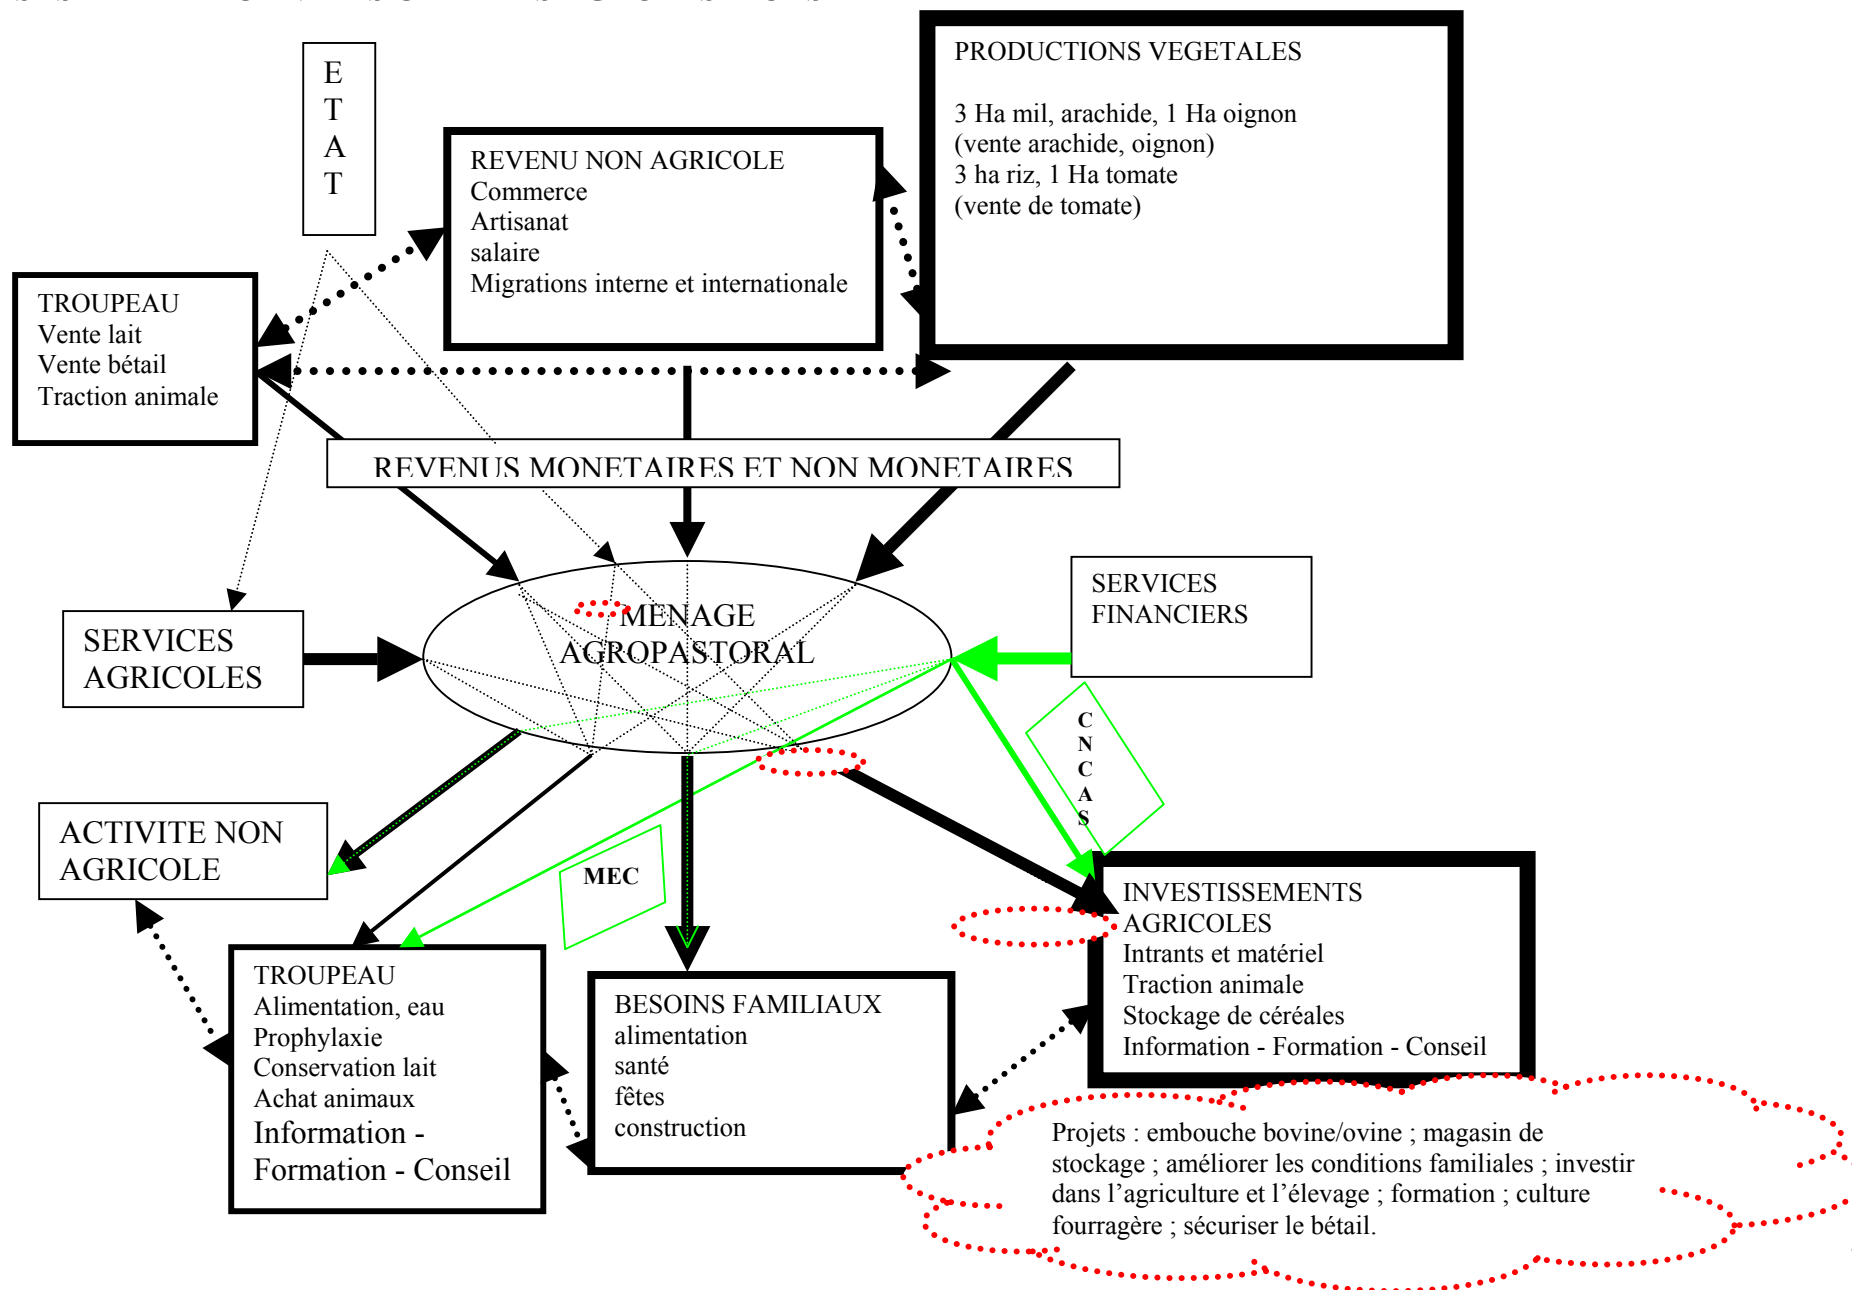 E
T
A
T
PRODUCTIONS VEGETALES
3 Ha mil, arachide, 1 Ha oignon
(vente arachide, oignon)
3 ha riz, 1 Ha tomate
(vente de tomate)
REVENU NON AGRICOLE
Commerce
Artisanat
salaire
Migrations interne et internationale
TROUPEAU
Vente lait
Vente bétail
Traction animale
REVENUS MONETAIRES ET NON MONETAIRES
SERVICES
AGRICOLES
MENAGE
AGROPASTORAL
SERVICES
FINANCIERS
C
N
C
A
S
ACTIVITE NON
AGRICOLE
MEC
TROUPEAU
Alimentation, eau
Prophylaxie
Conservation lait
Achat animaux
Information -
Formation - Conseil
BESOINS FAMILIAUX
alimentation
santé
fêtes
construction
INVESTISSEMENTS
AGRICOLES
Intrants et matériel
Traction animale
Stockage de céréales
Information - Formation - Conseil
Projets : embouche bovine/ovine ; magasin de
stockage ; améliorer les conditions familiales ; investir
dans l’agriculture et l’élevage ; formation ; culture
fourragère ; sécuriser le bétail.